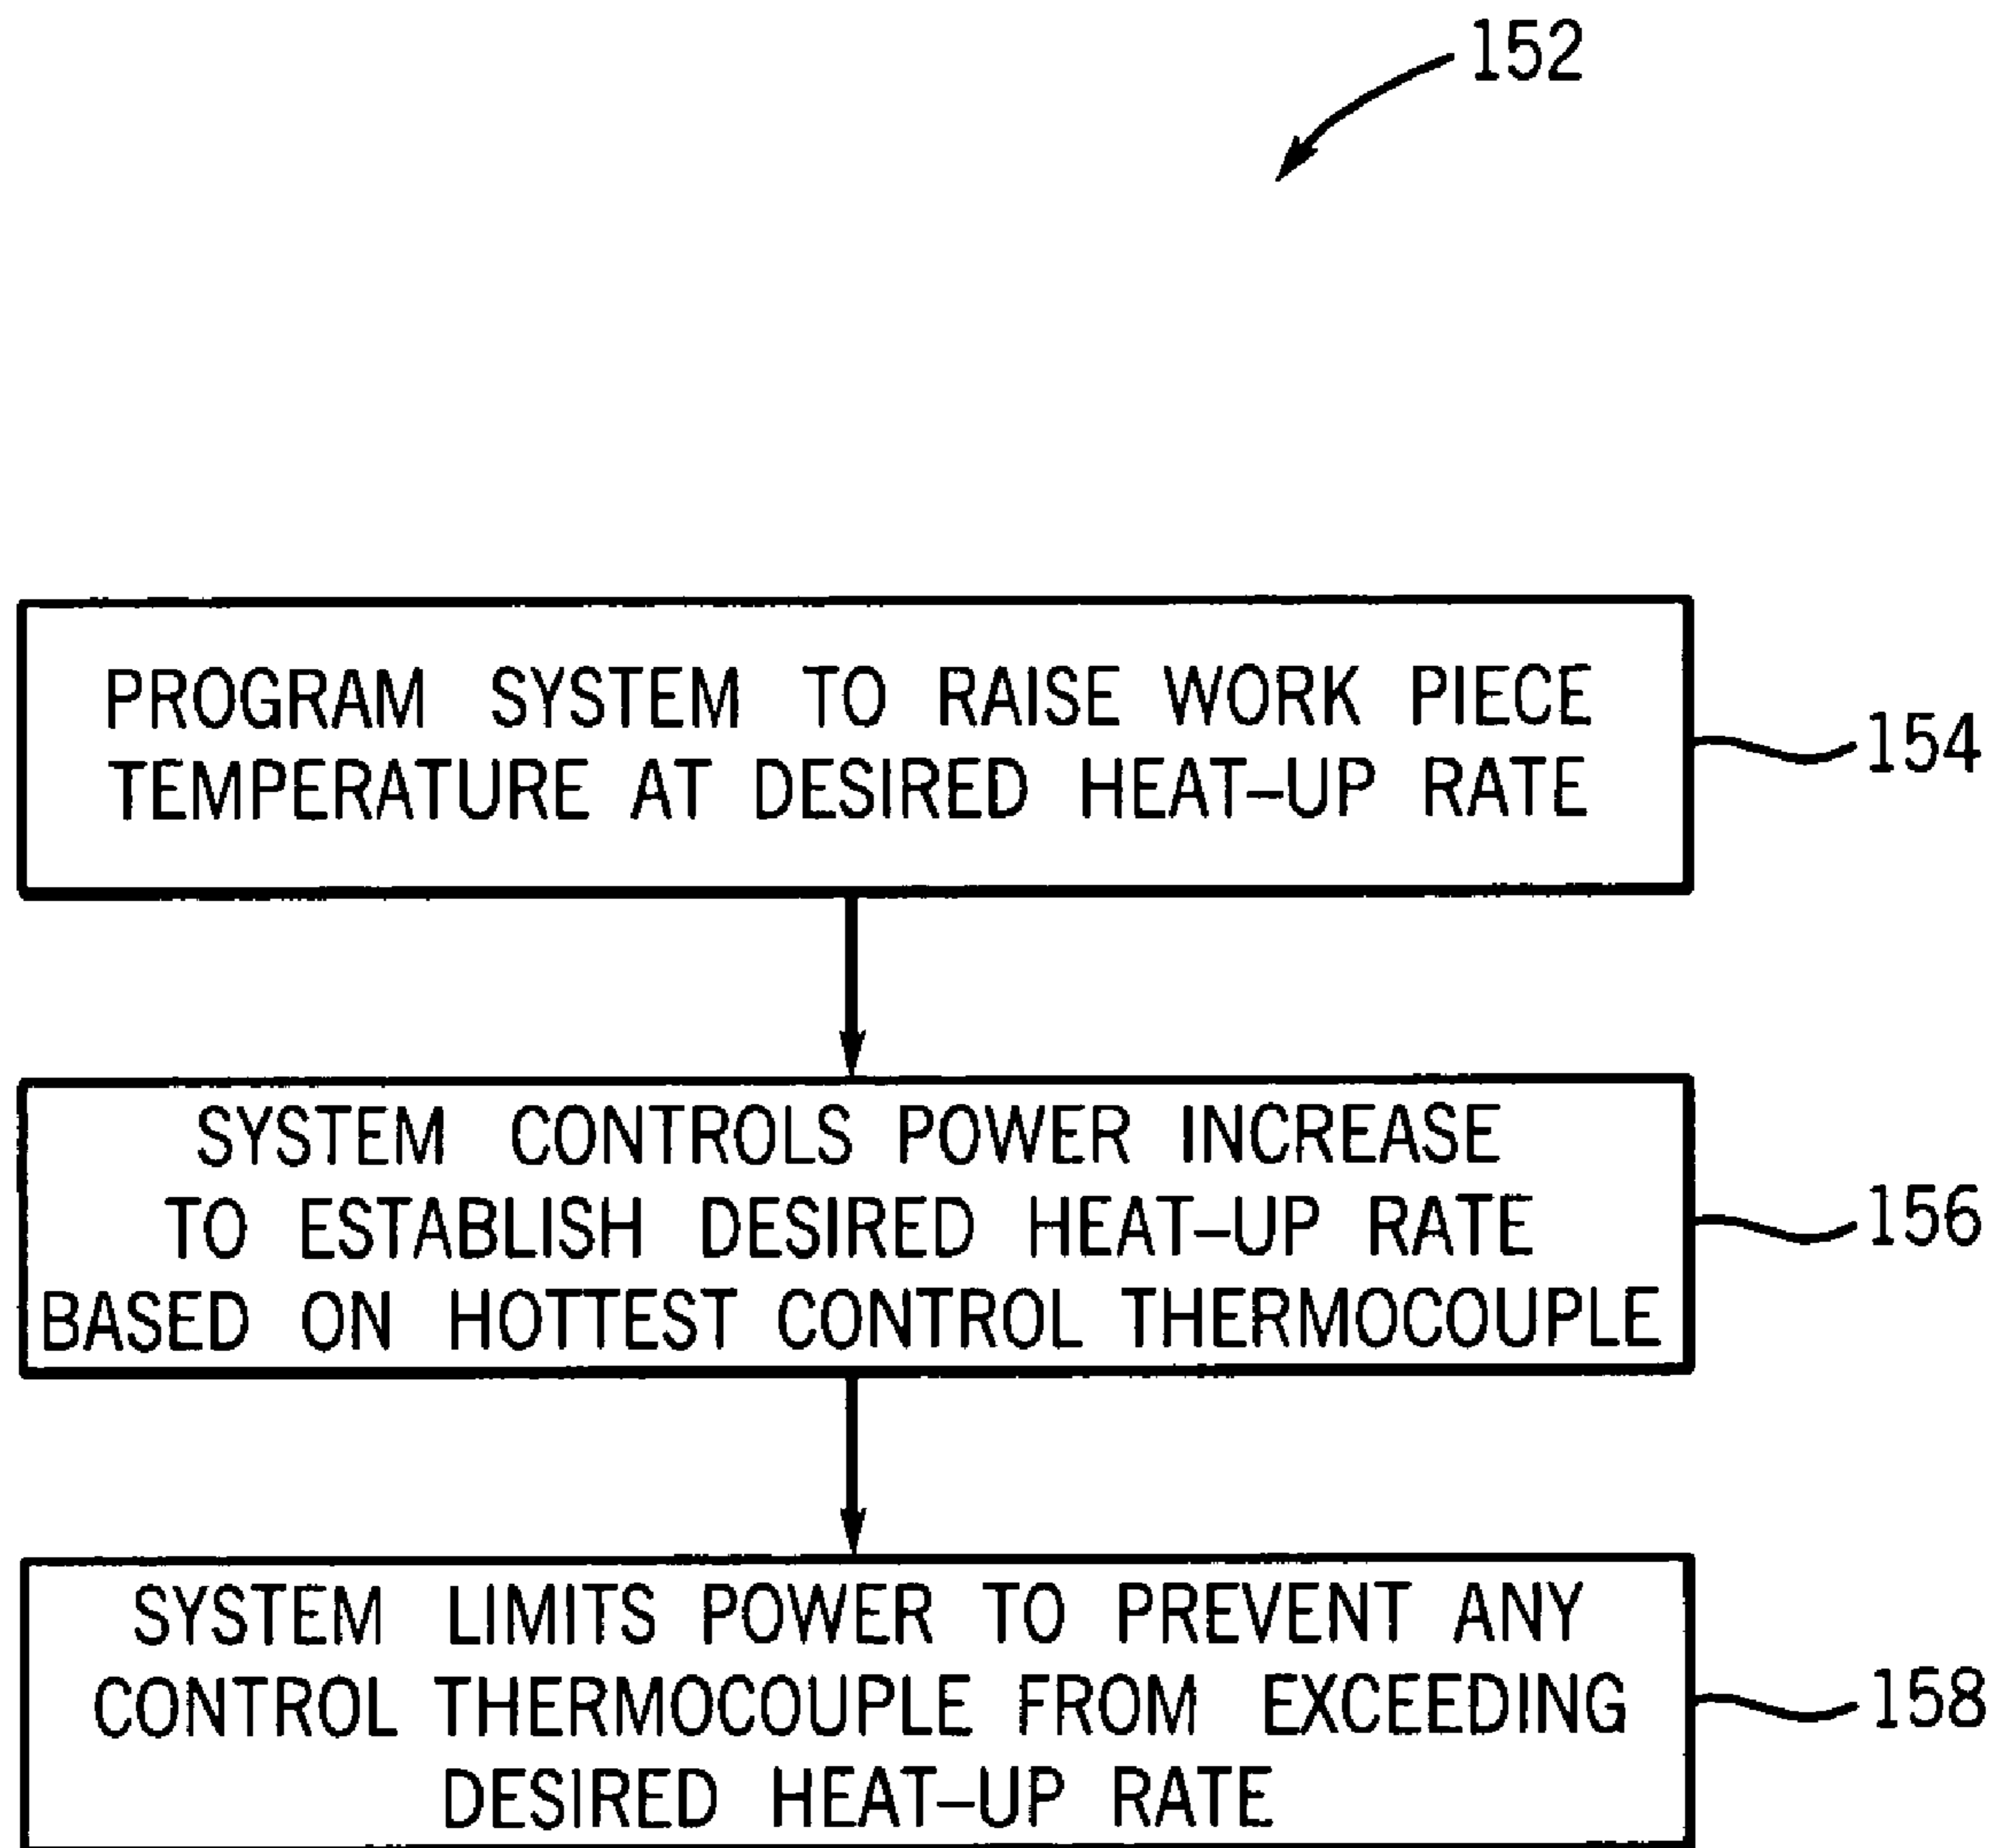 152
PROGRAM SYSTEM TO RAISE WORK PIECE
TEMPERATURE AT DESIRED HEAT-UP RATE
154
SYSTEM CONTROLS POWER INCREASE
TO ESTABLISH DESIRED HEAT-UP RATE
BASED ON HOTTEST CONTROL THERMOCOUPLE
156
SYSTEM LIMITS POWER TO PREVENT ANY
CONTROL THERMOCOUPLE FROM EXCEEDING
DESIRED HEAT-UP RATE
158